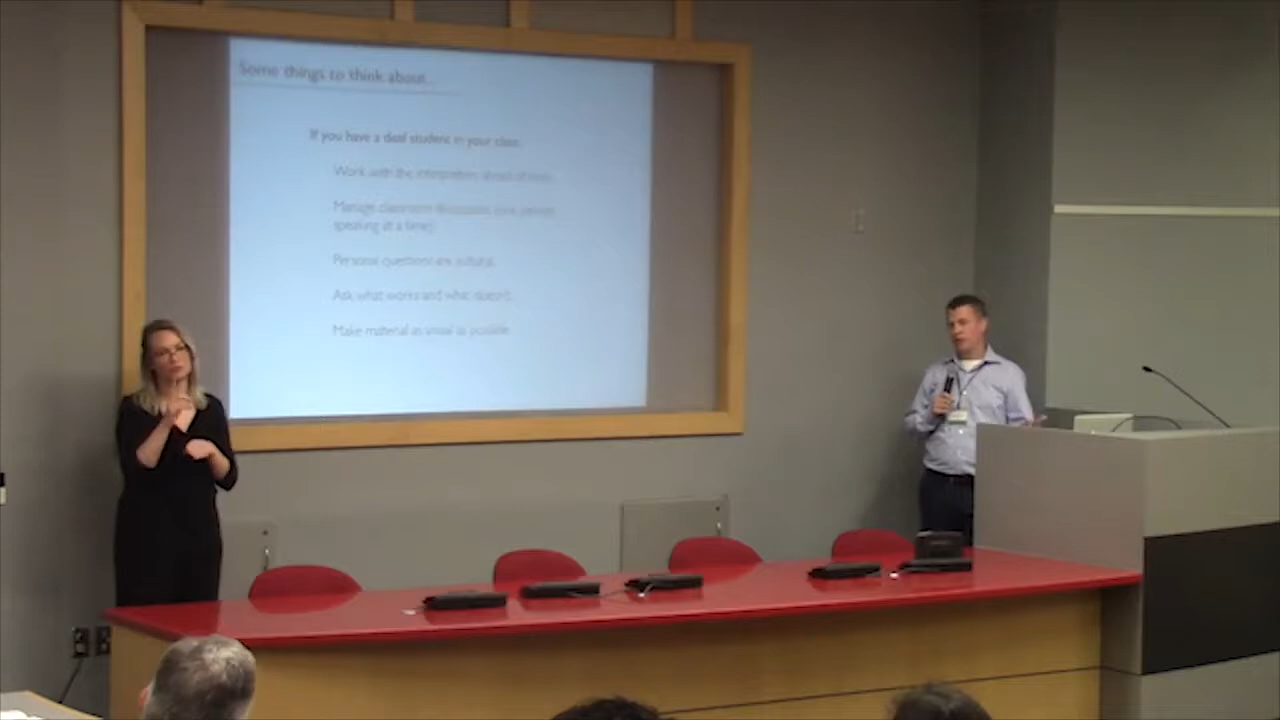 Some things to think about...
If you have a deaf student in your class:
Work with the interpreters ahead of time.
Manage classroom discussions (one person
speaking at a time).
Personal questions are cultural.
Ask what works and what doesn't.
Make material as visual as possible.